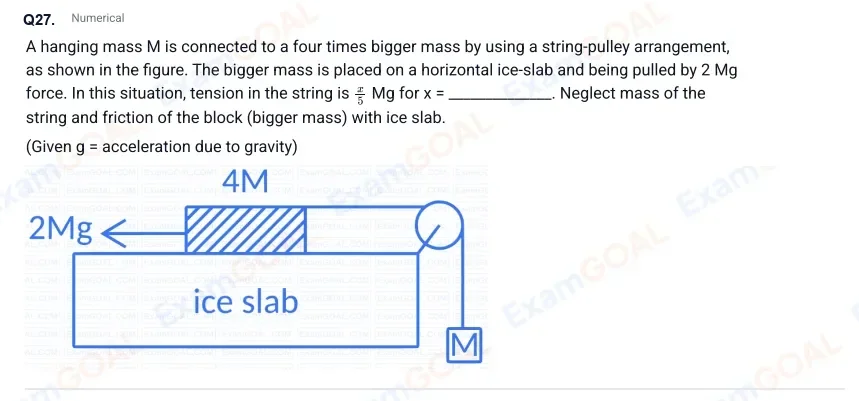 Q27. Numerical
A hanging mass M is connected to a four times bigger mass by using a string-pulley arrangement,
as shown in the figure. The bigger mass is placed on a horizontal ice-slab and being pulled by 2 Mg
force. In this situation, tension in the string is x/5 Mg for x = ____________. Neglect mass of the
string and friction of the block (bigger mass) with ice slab.
(Given g = acceleration due to gravity)
4M
2Mg
ice slab
M
ExamGOAL